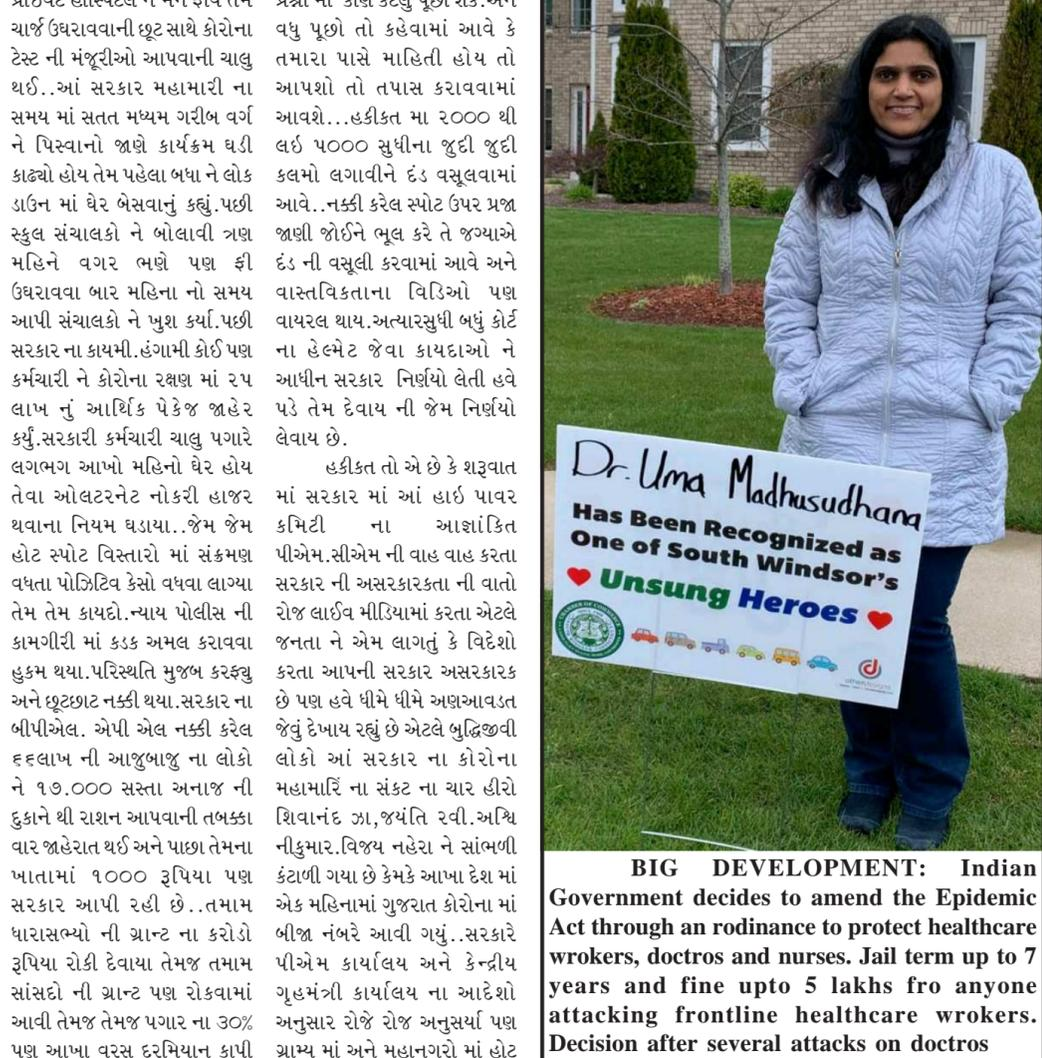 ચાર્જ ઉઘરાવવાની છૂટ સાથે કોરોના
ટેસ્ટ ની મંજૂરીઓ આપવાની ચાલુ
થઈ..આં સરકાર મહામારી ના
સમય માં સતત મધ્યમ ગરીબ વર્ગ
ને પિસ્વાનો જાણે કાર્યક્રમ ઘડી
કાઢ્યો હોય તેમ પહેલા બધા ને લોક
ડાઉન માં ઘેર બેસવાનું કહ્યું.પછી
સ્કુલ સંચાલકો ને બોલાવી ત્રણ
મહિને વગર ભણે પણ ફી
ઉઘરાવવા બાર મહિના નો સમય
આપી સંચાલકો ને ખુશ કર્યા.પછી
સરકાર ના કાયમી.હંગામી કોઈ પણ
કર્મચારી ને કોરોના રક્ષણ માં ૨૫
લાખ નું આર્થિક પેકેજ જાહેર
કર્યું.સરકારી કર્મચારી ચાલુ પગારે
લગભગ આખો મહિનો ઘેર હોય
તેવા ઓલટરનેટ નોકરી હાજર
થવાના નિયમ ઘડાયા..જેમ જેમ
હોટ સ્પોટ વિસ્તારો માં સંક્રમણ
વધતા પોઝિટિવ કેસો વધવા લાગ્યા
તેમ તેમ કાયદો.ન્યાય પોલીસ ની
કામગીરી માં કડક અમલ કરાવવા
હુકમ થયા.પરિસ્થતિ મુજબ કરફ્યુ
અને છૂટછાટ નક્કી થયા.સરકાર ના
બીપીએલ. એપી એલ નક્કી કરેલ
૬૬લાખ ની આજુબાજુ ના લોકો
ને ૧૭.૦૦૦ સસ્તા અનાજ ની
દુકાને થી રાશન આપવાની તબક્કા
વાર જાહેરાત થઈ અને પાછા તેમના
ખાતામાં ૧૦૦૦ રૂપિયા પણ
સરકાર આપી રહી છે..તમામ
ધારાસભ્યો ની ગ્રાન્ટ ના કરોડો
રૂપિયા રોકી દેવાયા તેમજ તમામ
સાંસદો ની ગ્રાન્ટ પણ રોકવામાં
આવી તેમજ તેમજ પગાર ના ૩૦%
પણ આખા વરસ દરમિયાન કાપી
વધુ પૂછો તો કહેવામાં આવે કે
તમારા પાસે માહિતી હોય તો
આપશો તો તપાસ કરાવવામાં
આવશે...હકીકત મા ૨૦૦૦ થી
લઇ ૫૦૦૦ સુધીના જુદી જુદી
કલમો લગાવીને દંડ વસૂલવામાં
આવે..નક્કી કરેલ સ્પોટ ઉપર પ્રજા
જાણી જોઈને ભૂલ કરે તે જગ્યાએ
દંડ ની વસૂલી કરવામાં આવે અને
વાસ્તવિકતાના વિડિઓ પણ
વાયરલ થાય.અત્યારસુધી બધું કોર્ટ
ના હેલ્મેટ જેવા કાયદાઓ ને
આધીન સરકાર નિર્ણયો લેતી હવે
પડે તેમ દેવાય ની જેમ નિર્ણયો
લેવાય છે.
હકીકત તો એ છે કે શરૂવાત
માં સરકાર માં આં હાઇ પાવર
કમિટી ના આજ્ઞાંકિત
પીએમ.સીએમ ની વાહ વાહ કરતા
સરકાર ની અસરકારકતા ની વાતો
રોજ લાઈવ મીડિયામાં કરતા એટલે
જનતા ને એમ લાગતું કે વિદેશો
કરતા આપની સરકાર અસરકારક
છે પણ હવે ધીમે ધીમે અણઆવડત
જેવું દેખાય રહ્યું છે એટલે બુદ્ધિજીવી
લોકો આં સરકાર ના કોરોના
મહામારિં ના સંકટ ના ચાર હીરો
શિવાનંદ ઝા,જયંતિ રવી.અશ્વિ
નીકુમાર.વિજય નહેરા ને સાંભળી
કંટાળી ગયા છે કેમકે આખા દેશ માં
એક મહિનામાં ગુજરાત કોરોના માં
બીજા નંબરે આવી ગયું..સરકારે
પીએમ કાર્યાલય અને કેન્દ્રીય
ગૃહમંત્રી કાર્યાલય ના આદેશો
અનુસાર રોજે રોજ અનુસર્યા પણ
ગ્રામ્ય માં અને મહાનગરો માં હોટ
Dr. Uma Madhusudhana
Has Been Recognized as
One of South Windsor's
Unsung Heroes
BIG DEVELOPMENT: Indian
Government decides to amend the Epidemic
Act through an rodinance to protect healthcare
wrokers, doctros and nurses. Jail term up to 7
years and fine upto 5 lakhs fro anyone
attacking frontline healthcare wrokers.
Decision after several attacks on doctros